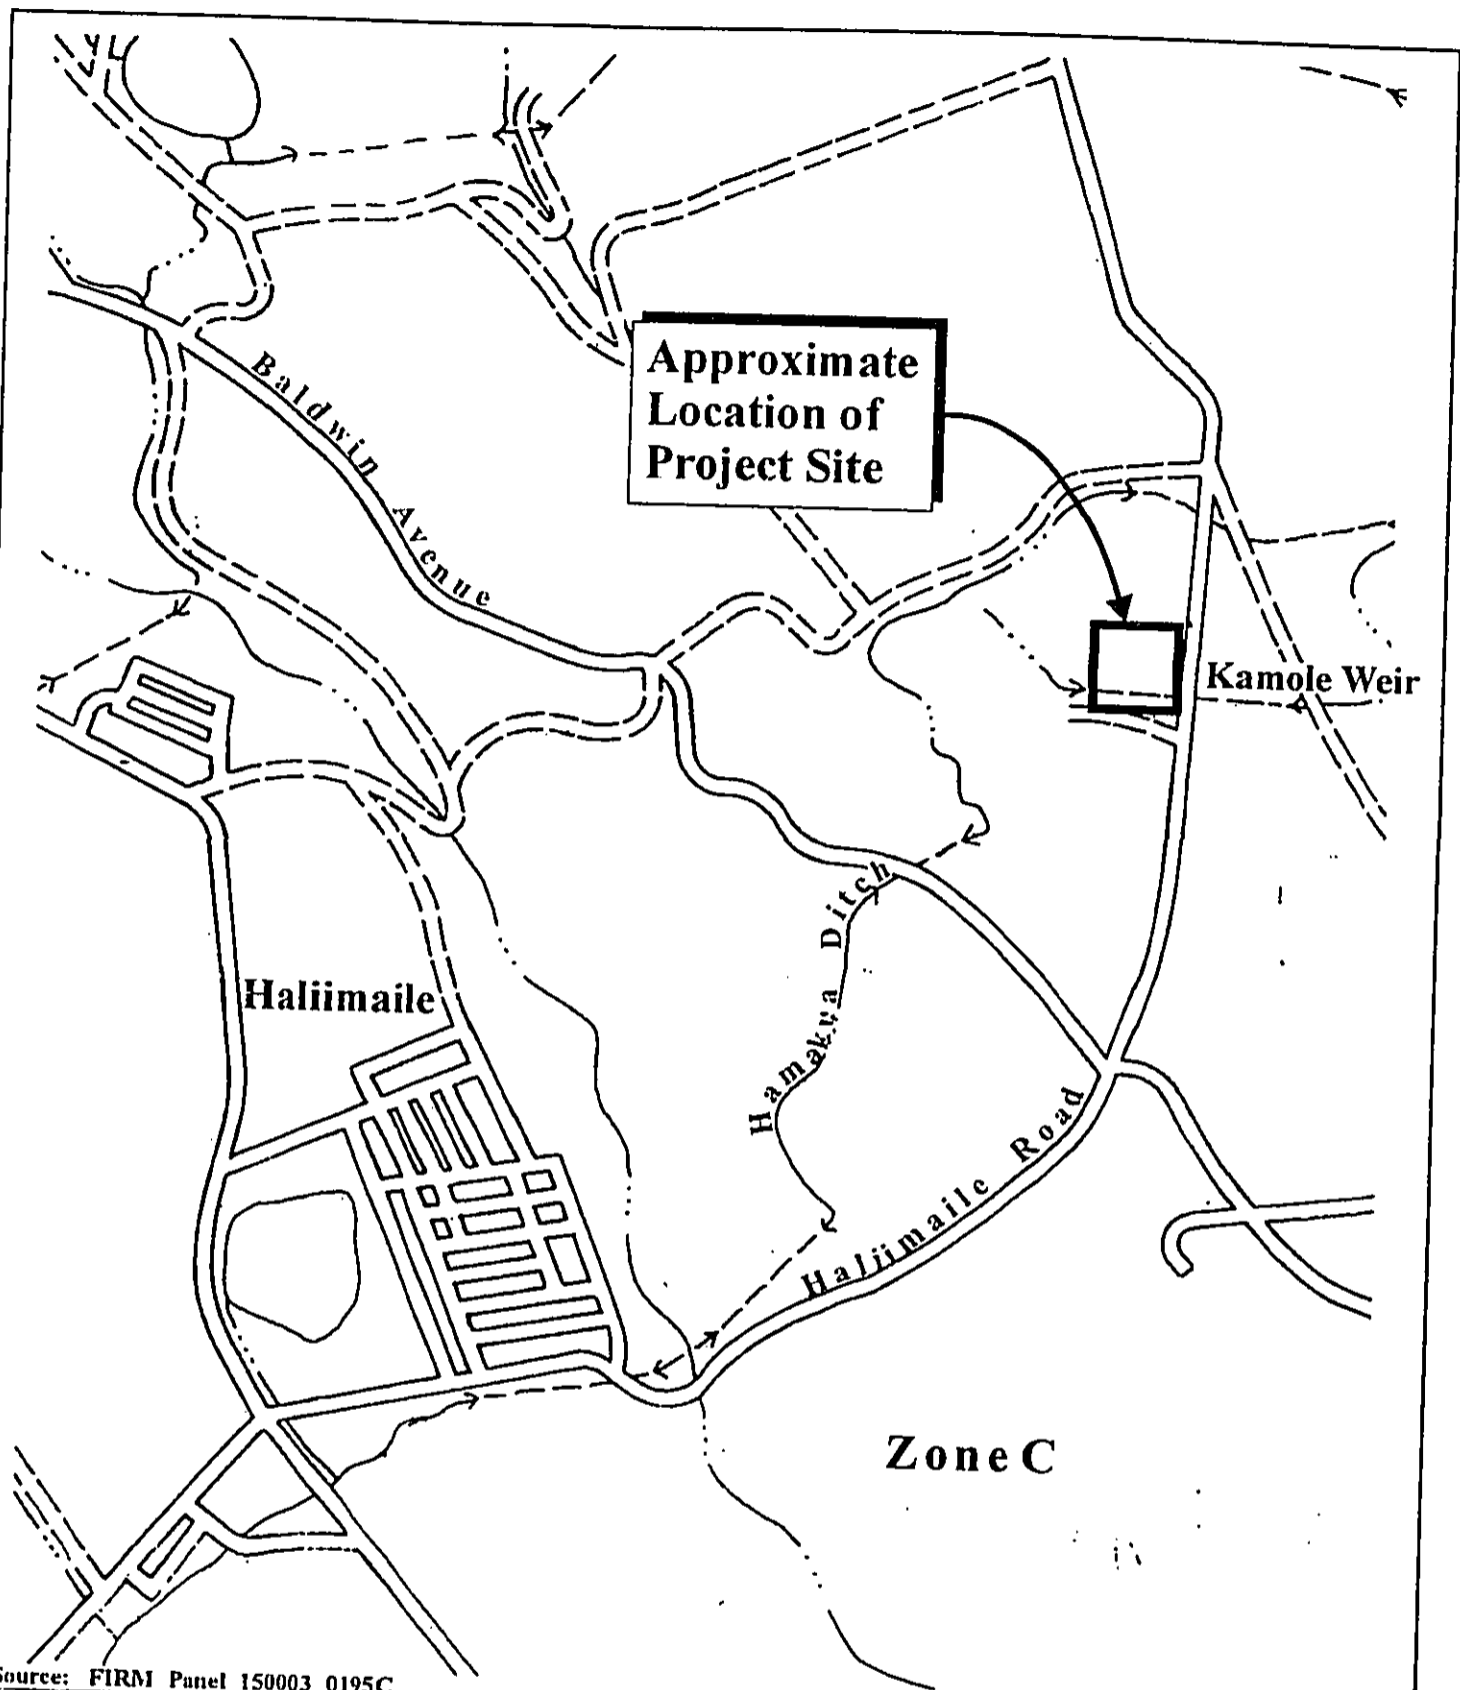 Baldwin Avenue
Approximate
Location of
Project Site
Kamole Weir
Hamakua Ditch
Haliimaile
Haliimaile Road
Zone C
Source: FIRM Panel 150003 0195C